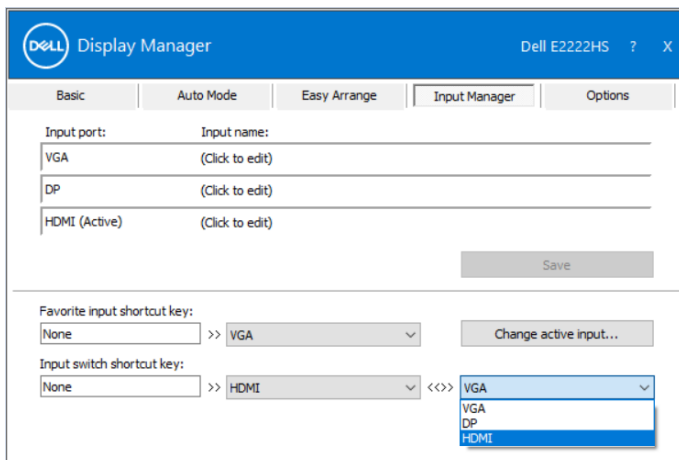 DELL Display Manager Dell E2222HS ? X
Basic Auto Mode Easy Arrange Input Manager Options
Input port: Input name:
VGA (Click to edit)
DP (Click to edit)
HDMI (Active) (Click to edit)
Save
Favorite input shortcut key:
None >> VGA Change active input...
Input switch shortcut key:
None >> HDMI <<>> VGA
VGA
DP
HDMI